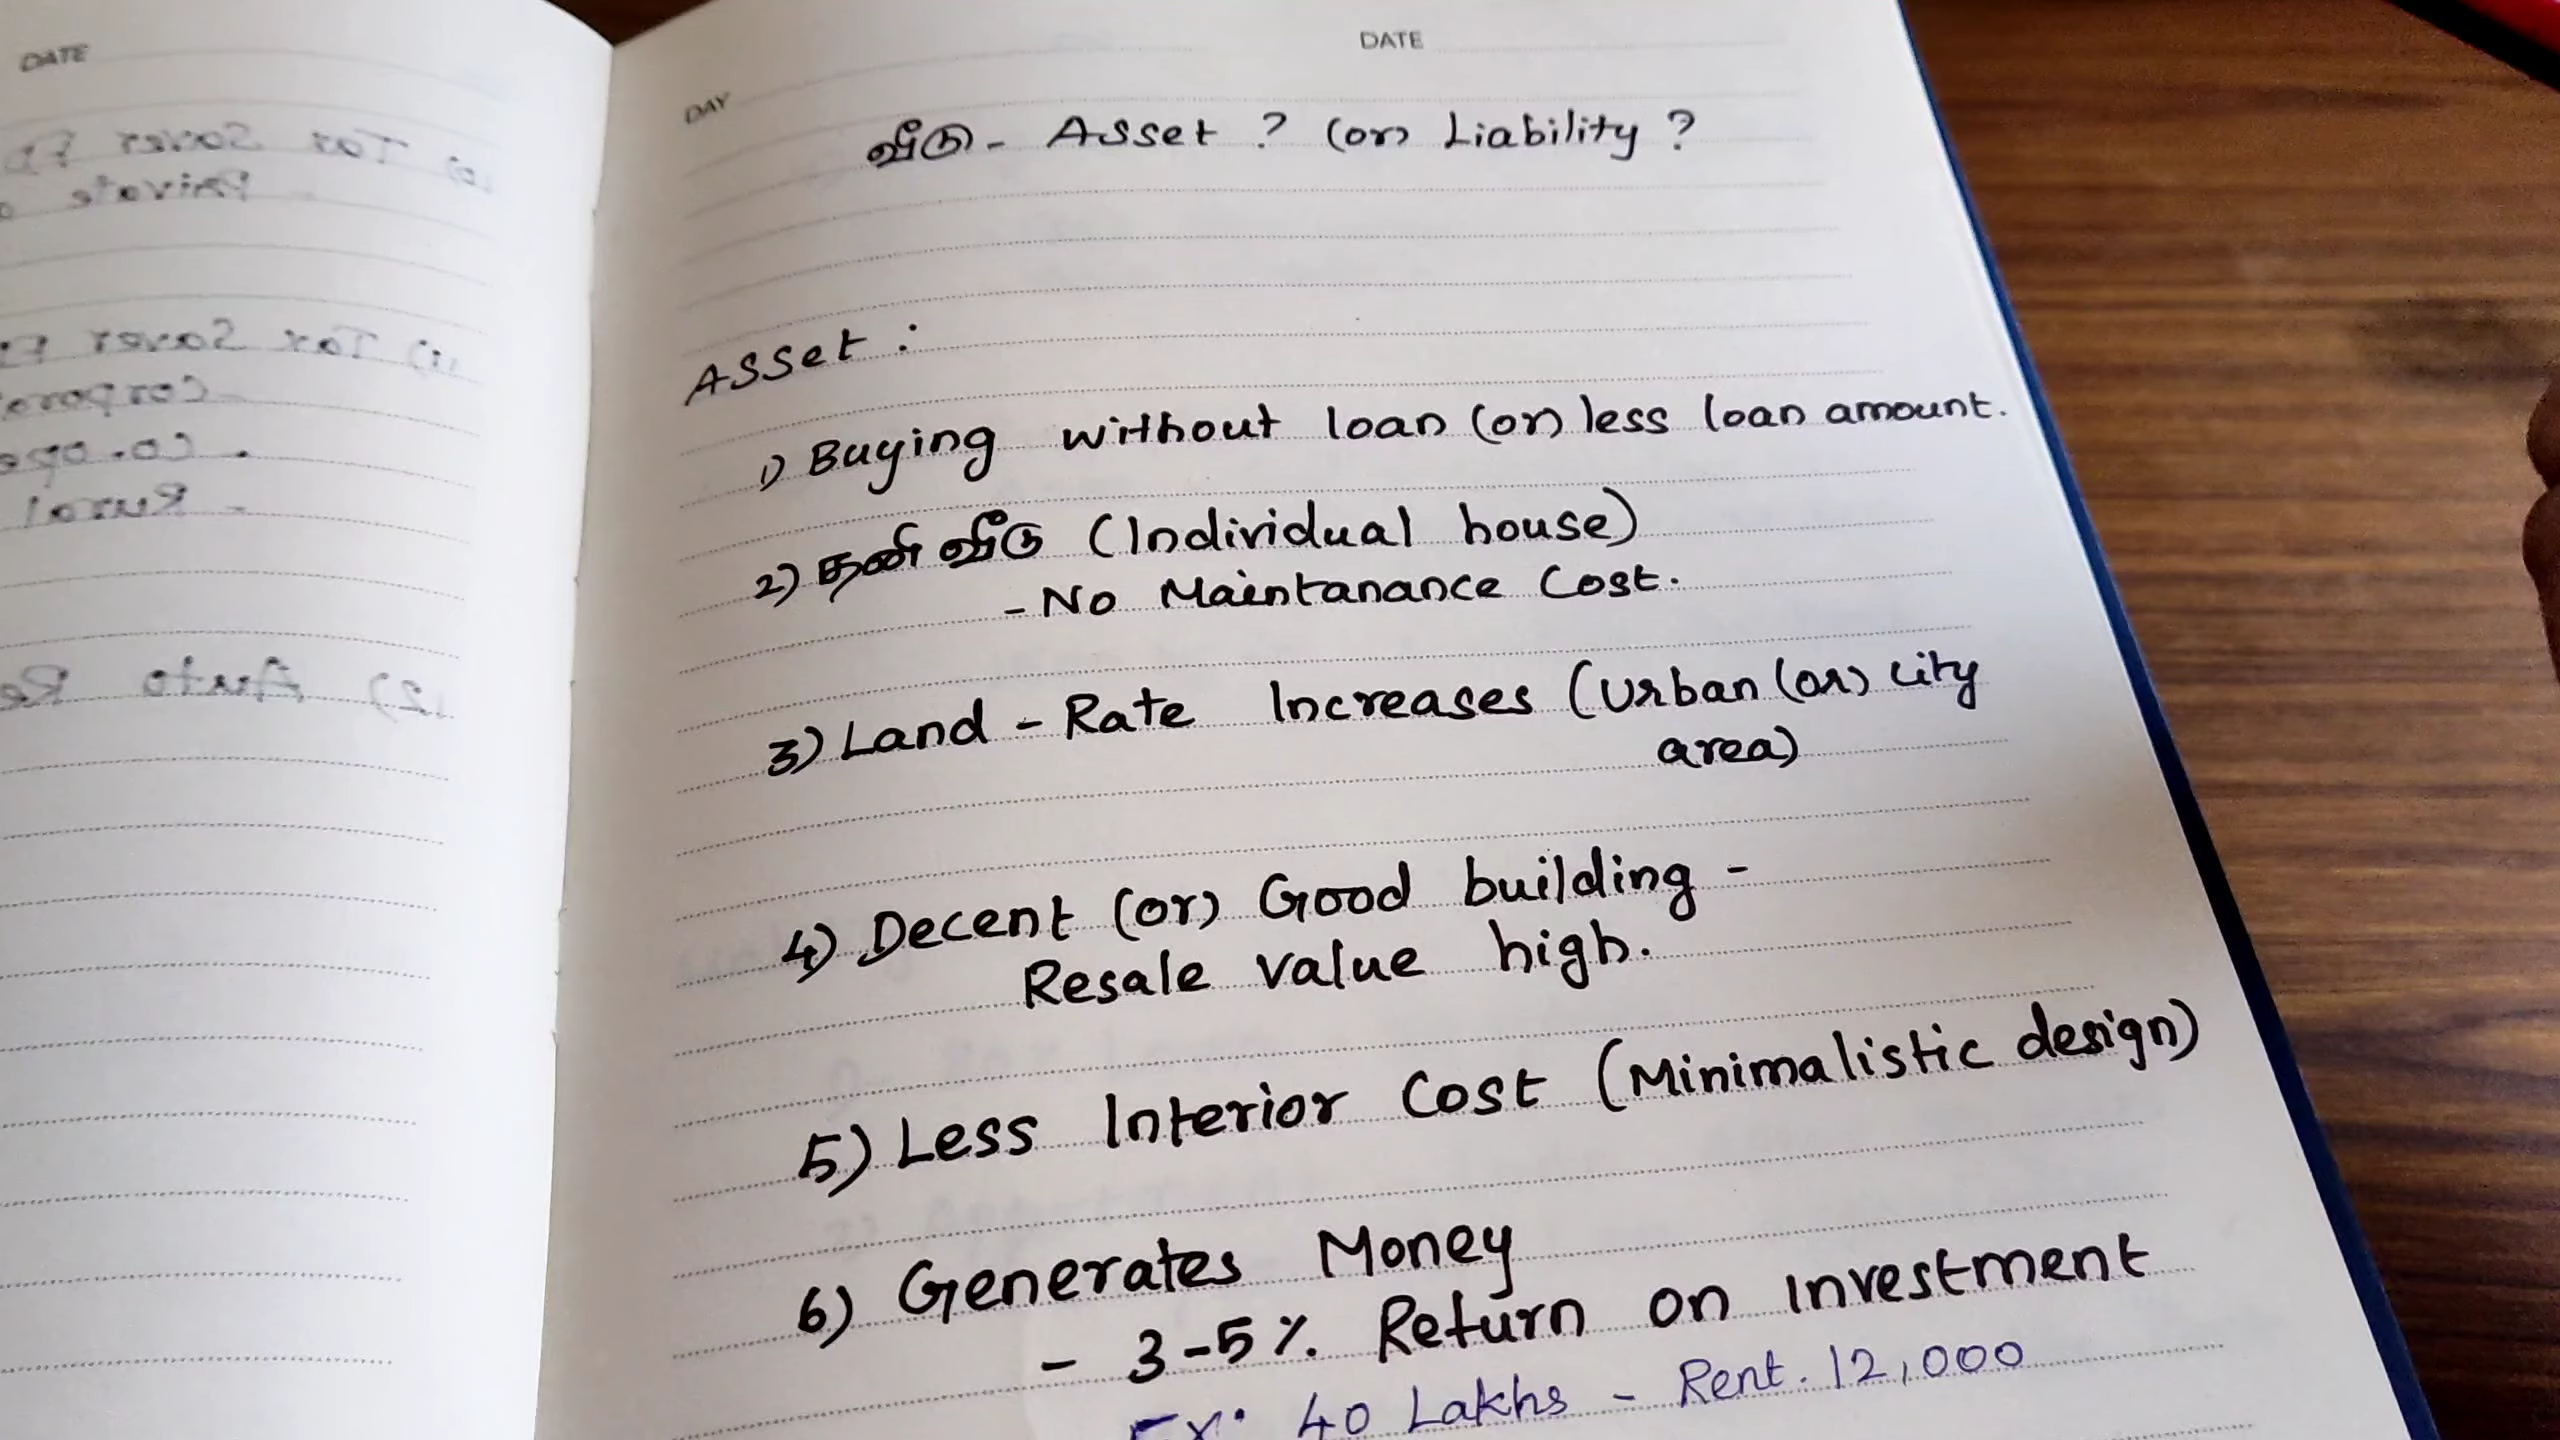 DATE
DATE
DAY
வீடு - Asset ? (or) Liability ?
Asset :
1) Buying without loan (or) less loan amount.
2) தனி வீடு (Individual house)
- No Maintanance Cost.
3) Land - Rate Increases (Urban (or) city
area)
4) Decent (or) Good building -
Resale value high.
5) Less Interior Cost (Minimalistic design)
6) Generates Money
- 3-5% Return on investment
Ex: 40 Lakhs - Rent. 12,000